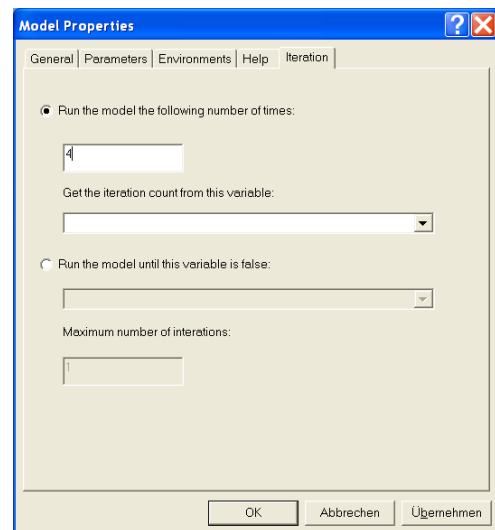 Model Properties
General Parameters Environments Help Iteration
Run the model the following number of times:
4
Get the iteration count from this variable:
Run the model until this variable is false:
Maximum number of interations:
1
OK Abbrechen Übernehmen